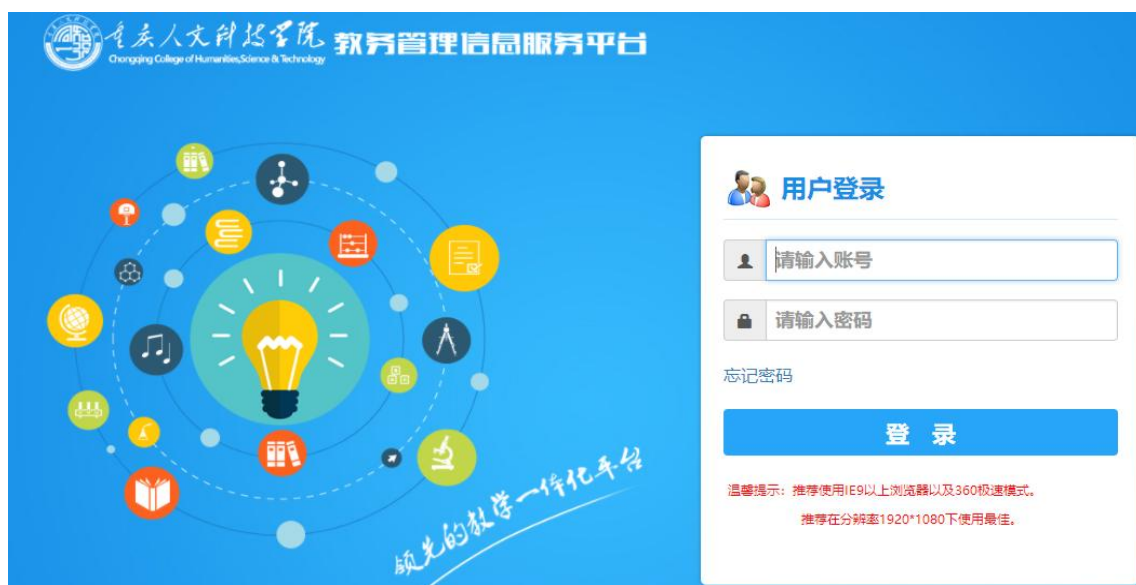 重庆人文科技学院 教务管理信息服务平台
Chongqing College of Humanities,Science & Technology
用户登录
请输入账号
请输入密码
忘记密码
登 录
温馨提示：推荐使用IE9以上浏览器以及360极速模式。
推荐在分辨率1920*1080下使用最佳。
领先的教学一体化平台